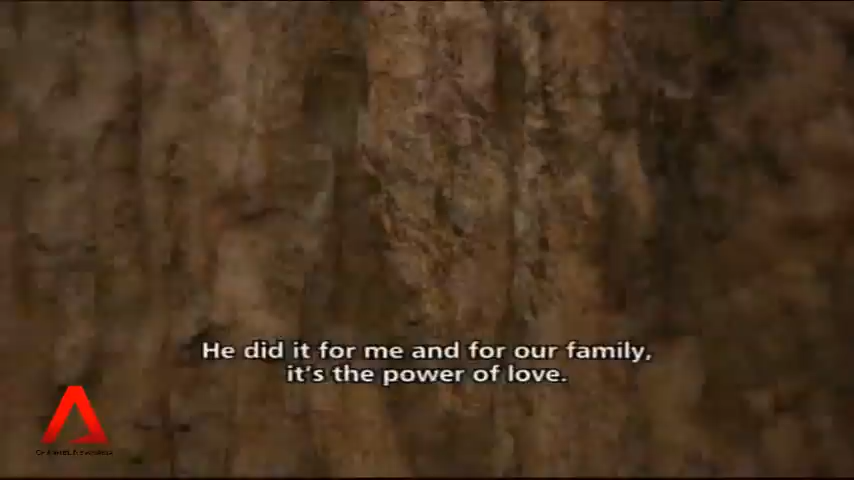 He did it for me and for our family,
it's the power of love.